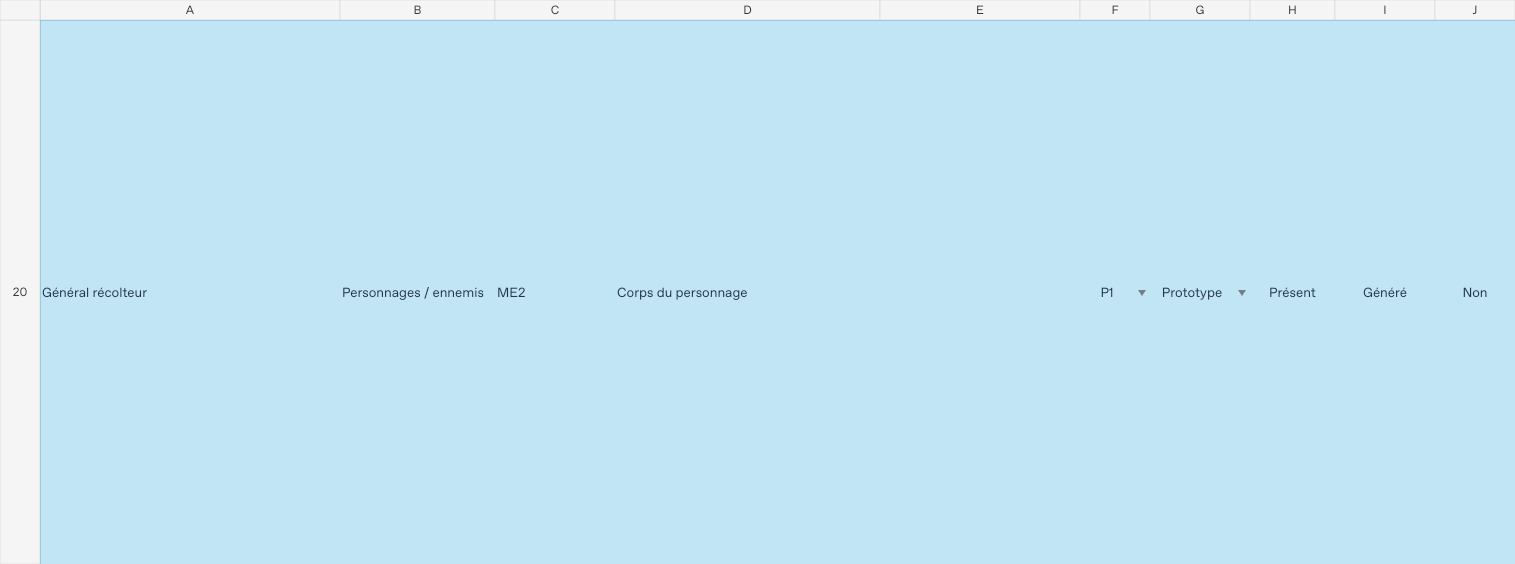 A B C D E F G H I J
20 Général récolteur Personnages / ennemis ME2 Corps du personnage P1 Prototype Présent Généré Non